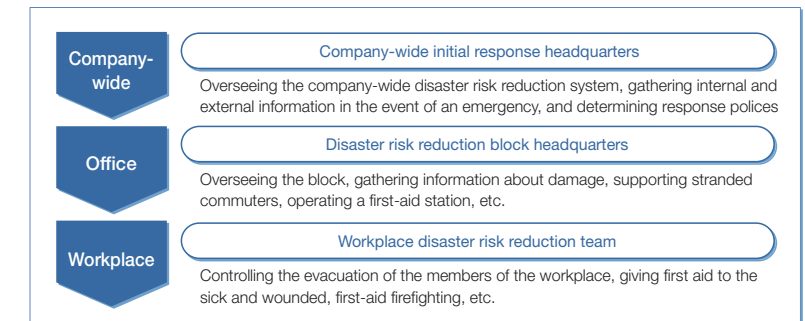 Company-
wide
Company-wide initial response headquarters
Overseeing the company-wide disaster risk reduction system, gathering internal and
external information in the event of an emergency, and determining response polices
Office
Disaster risk reduction block headquarters
Overseeing the block, gathering information about damage, supporting stranded
commuters, operating a first-aid station, etc.
Workplace
Workplace disaster risk reduction team
Controlling the evacuation of the members of the workplace, giving first aid to the
sick and wounded, first-aid firefighting, etc.